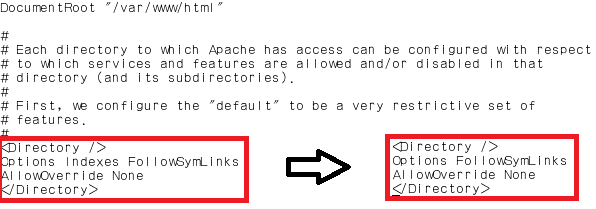 DocumentRoot "/var/www/html"
#
# Each directory to which Apache has access can be configured with respect
# to which services and features are allowed and/or disabled in that
# directory (and its subdirectories).
#
# First, we configure the "default" to be a very restrictive set of
# features.
#
<Directory />
Options Indexes FollowSymLinks
AllowOverride None
</Directory>
<Directory />
Options FollowSymLinks
AllowOverride None
</Directory>